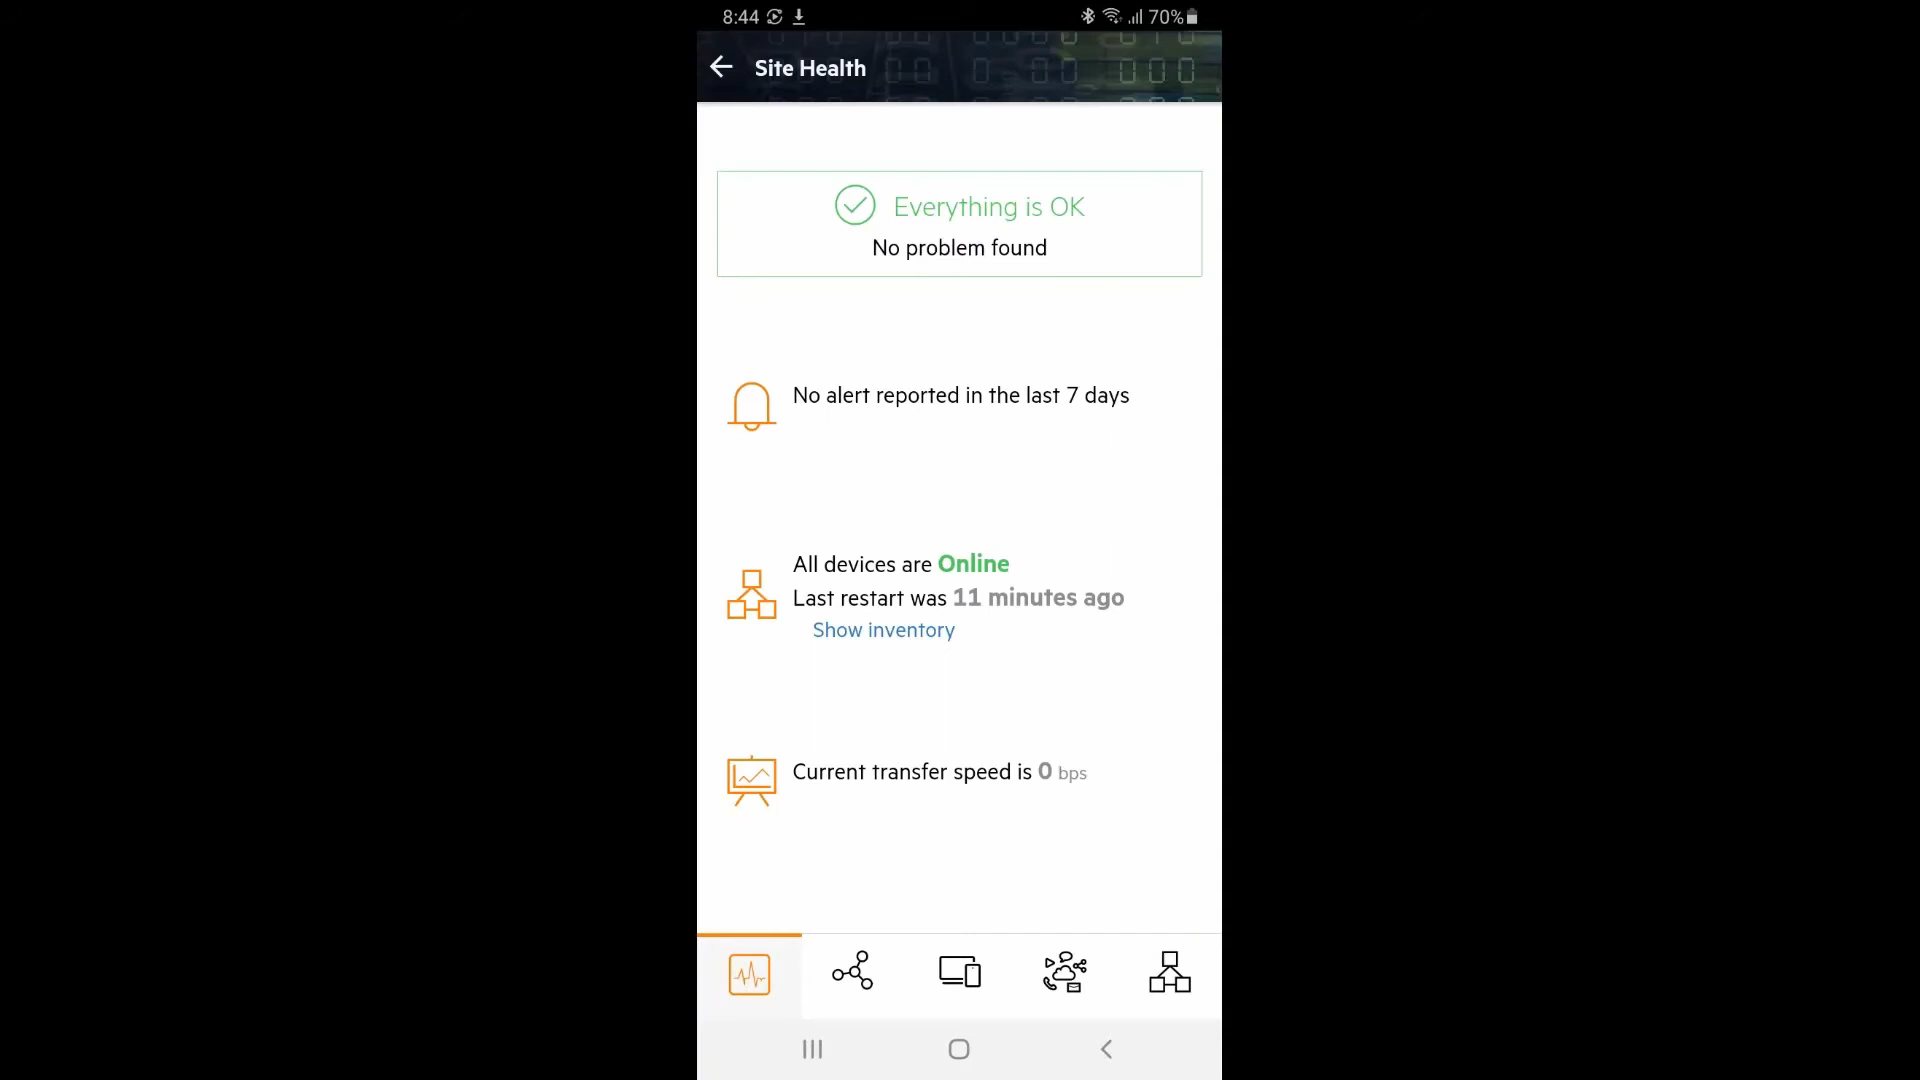 8:44
70%
Site Health
Everything is OK
No problem found
No alert reported in the last 7 days
All devices are Online
Last restart was 11 minutes ago
Show inventory
Current transfer speed is 0 bps